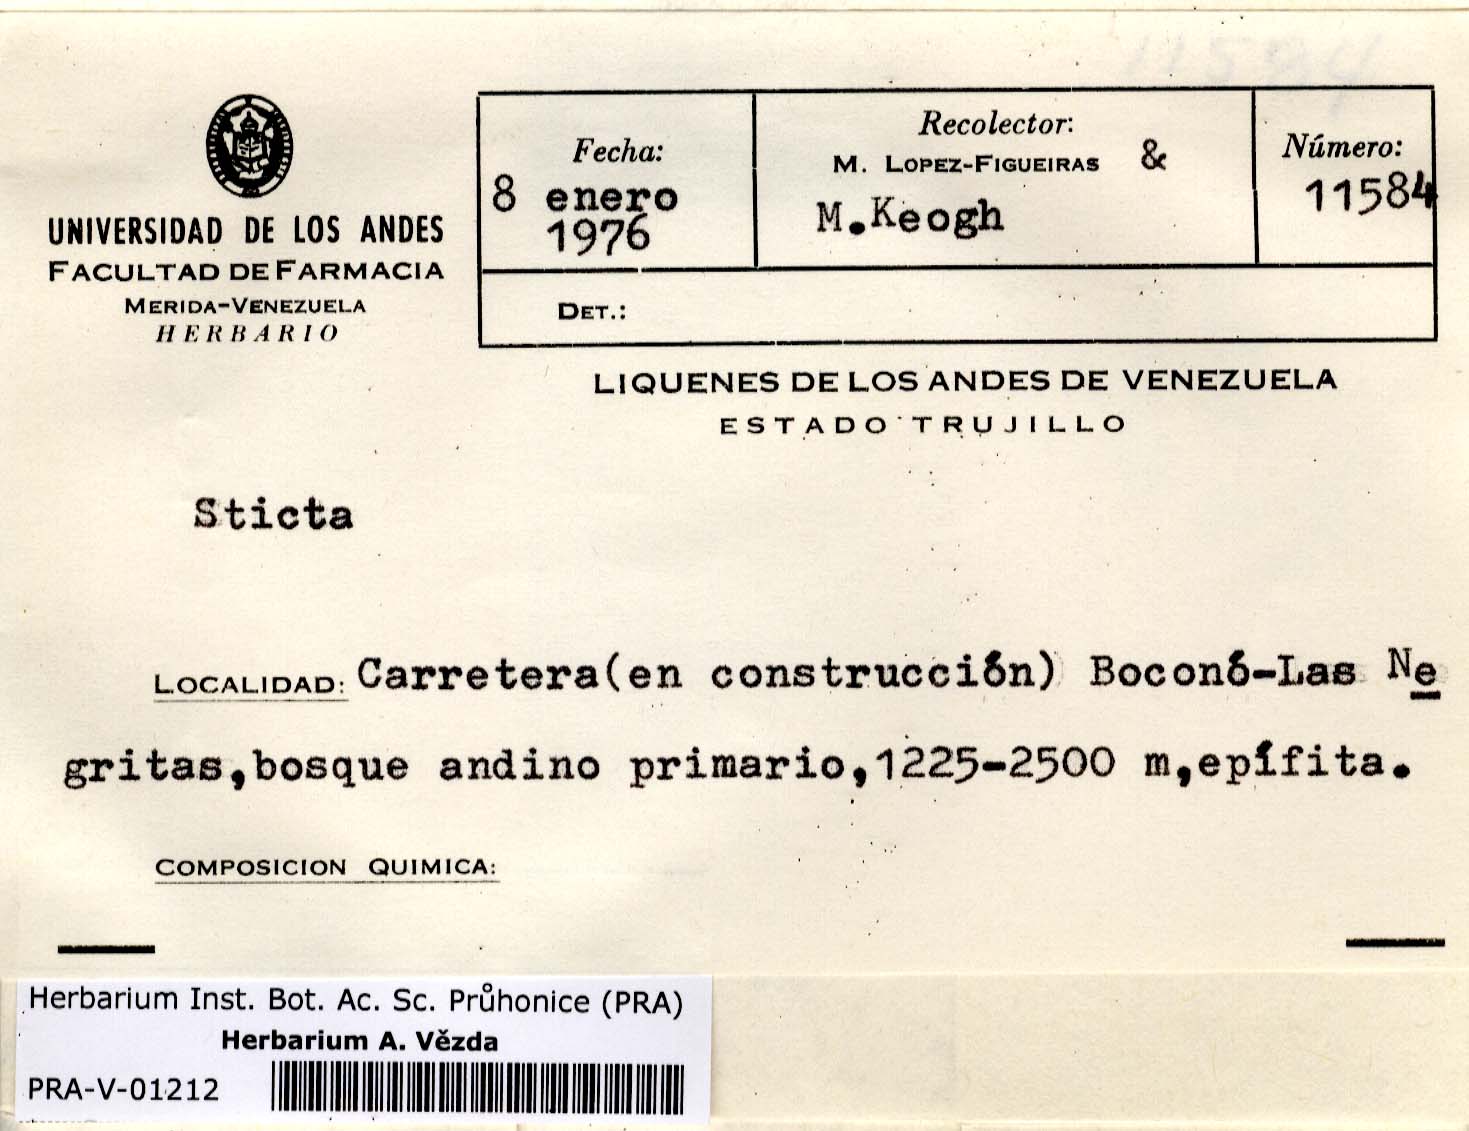 UNIVERSIDAD DE LOS ANDES
FACULTAD DE FARMACIA
MERIDA-VENEZUELA
HERBARIO
Fecha:
8 enero
1976
Recolector:
M. LOPEZ-FIGUEIRAS &
M.Keogh
Número:
11584
DET.:
LIQUENES DE LOS ANDES DE VENEZUELA
ESTADO TRUJILLO
Sticta
LOCALIDAD: Carretera(en construcción) Boconó-Las Ne
gritas,bosque andino primario,1225-2500 m,epífita.
COMPOSICION QUIMICA:
Herbarium Inst. Bot. Ac. Sc. Průhonice (PRA)
Herbarium A. Vězda
PRA-V-01212